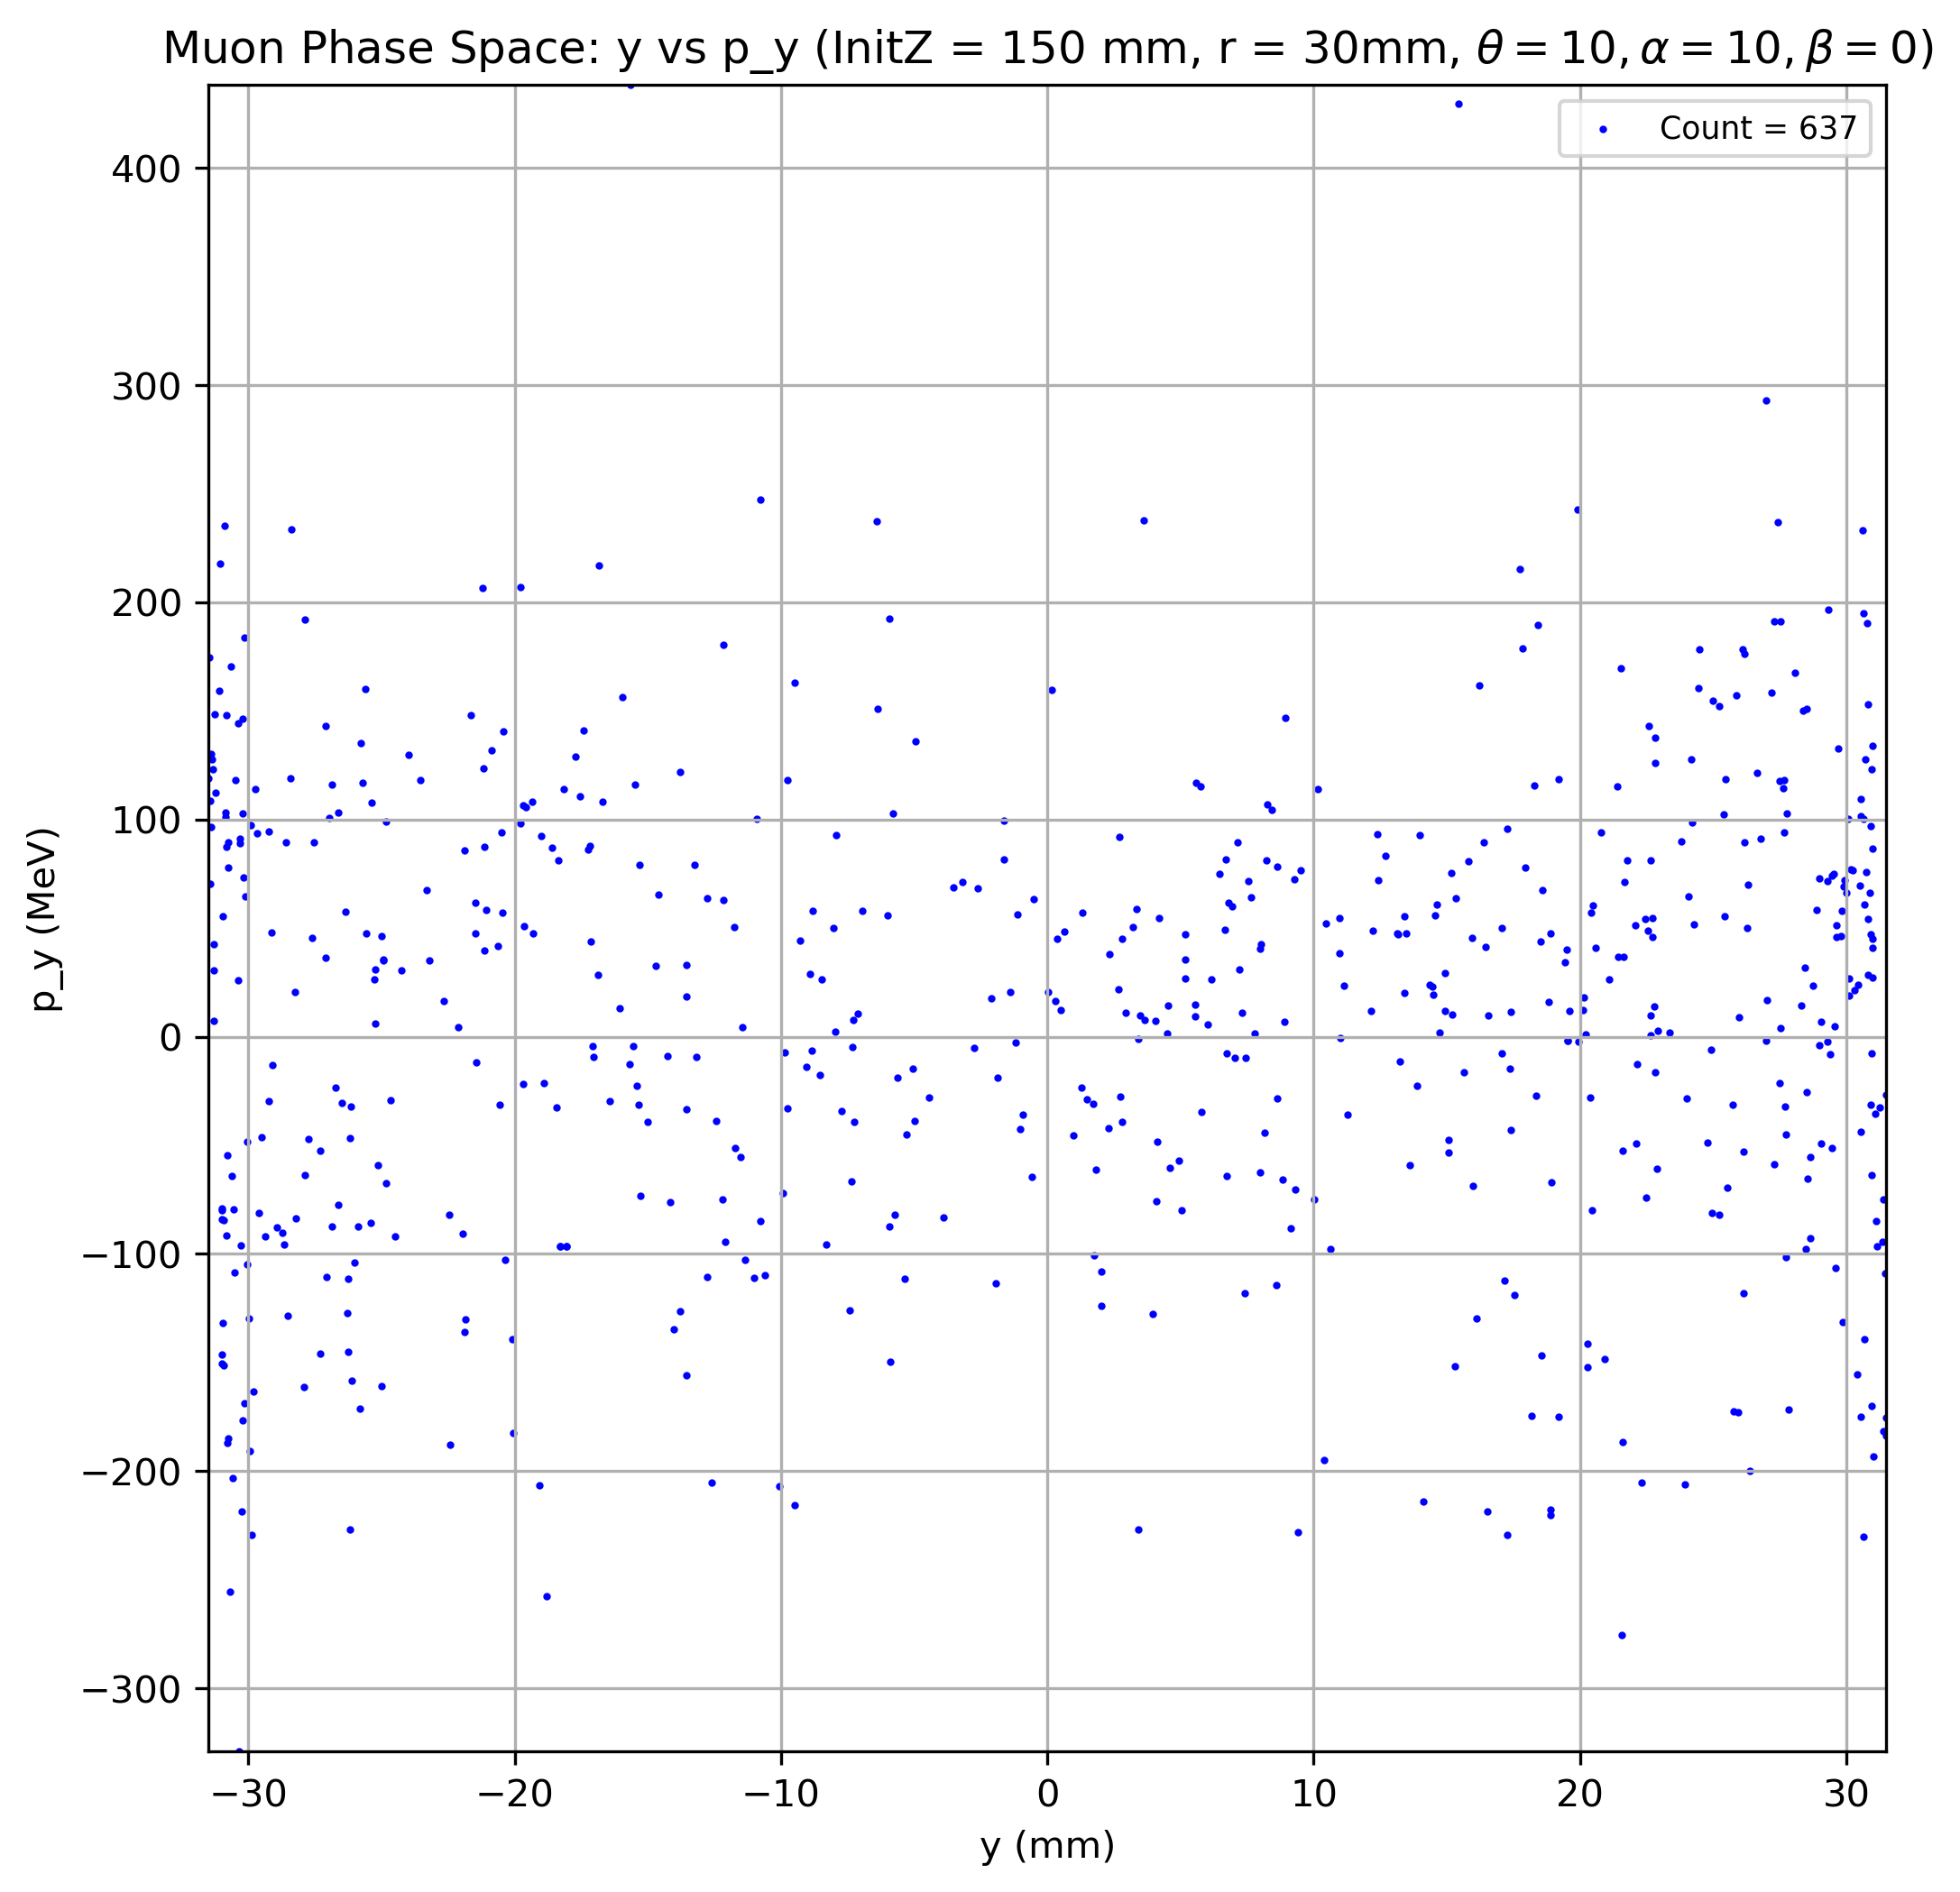 Muon Phase Space: y vs p_y (InitZ = 150 mm, r = 30mm, θ = 10, α = 10, β = 0)
Count = 637
400
300
200
100
0
−100
−200
−300
p_y (MeV)
−30 −20 −10 0 10 20 30
y (mm)